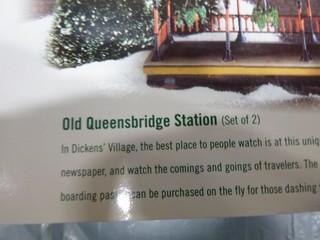 Old Queensbridge Station (Set of 2)
In Dickens' Village, the best place to people watch is at this uniq
newspaper, and watch the comings and goings of travelers. The
boarding passes can be purchased on the fly for those dashing